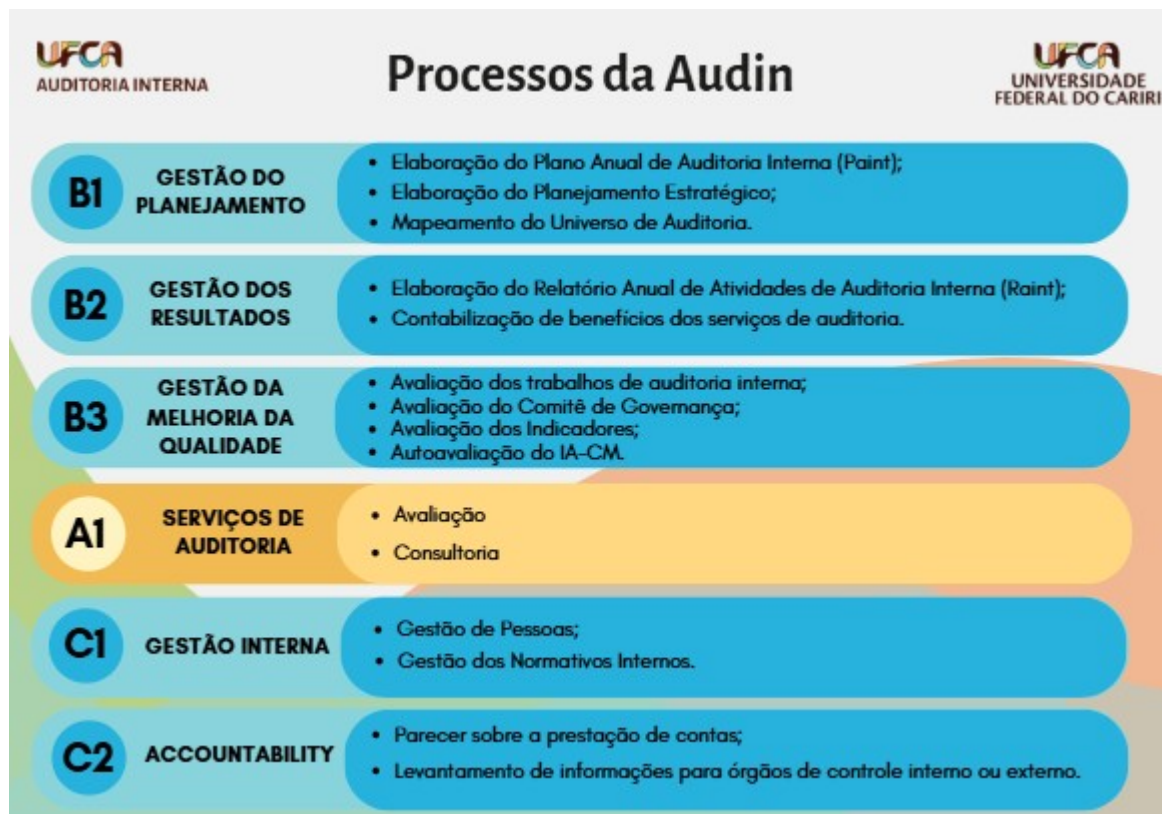 UFCA
AUDITORIA INTERNA
Processos da Audin
UFCA
UNIVERSIDADE
FEDERAL DO CARIRI
B1
GESTÃO DO
PLANEJAMENTO
• Elaboração do Plano Anual de Auditoria Interna (Paint);
• Elaboração do Planejamento Estratégico;
• Mapeamento do Universo de Auditoria.
B2
GESTÃO DOS
RESULTADOS
• Elaboração do Relatório Anual de Atividades de Auditoria Interna (Raint);
• Contabilização de benefícios dos serviços de auditoria.
B3
GESTÃO DA
MELHORIA DA
QUALIDADE
• Avaliação dos trabalhos de auditoria interna;
• Avaliação do Comitê de Governança;
• Avaliação dos Indicadores;
• Autoavaliação do IA-CM.
A1
SERVIÇOS DE
AUDITORIA
• Avaliação
• Consultoria
C1
GESTÃO INTERNA
• Gestão de Pessoas;
• Gestão dos Normativos Internos.
C2
ACCOUNTABILITY
• Parecer sobre a prestação de contas;
• Levantamento de informações para órgãos de controle interno ou externo.